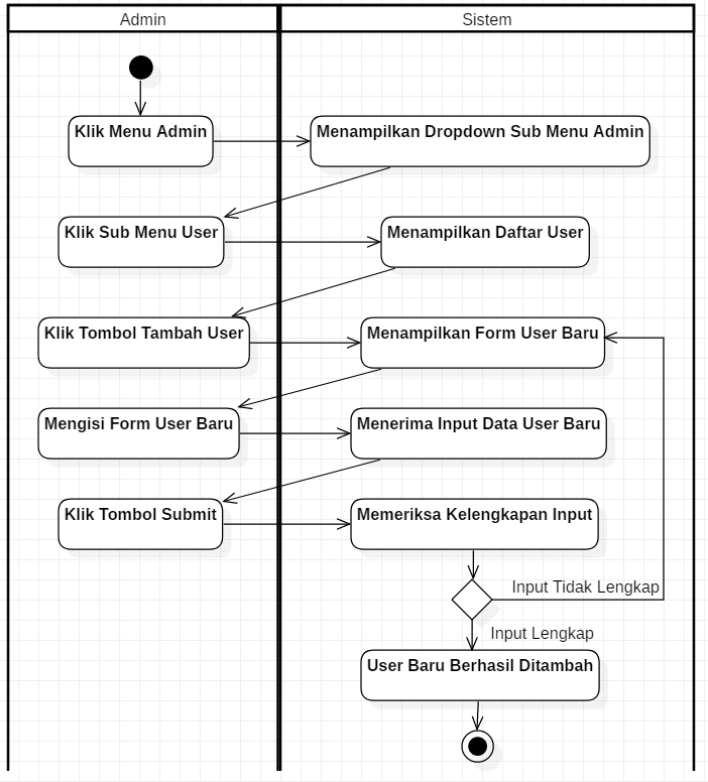 Admin
Sistem
Klik Menu Admin
Menampilkan Dropdown Sub Menu Admin
Klik Sub Menu User
Menampilkan Daftar User
Klik Tombol Tambah User
Menampilkan Form User Baru
Mengisi Form User Baru
Menerima Input Data User Baru
Klik Tombol Submit
Memeriksa Kelengkapan Input
Input Tidak Lengkap
Input Lengkap
User Baru Berhasil Ditambah